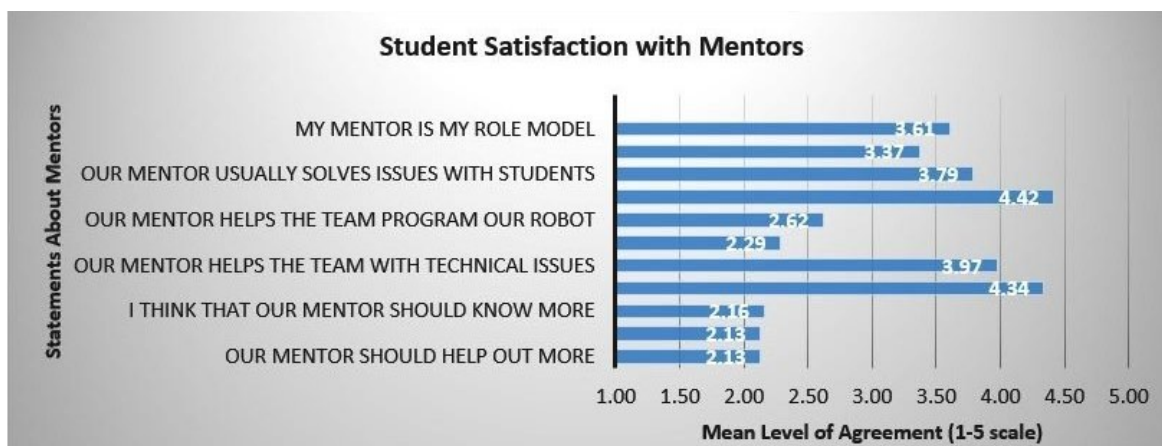 Student Satisfaction with Mentors
Statements About Mentors
MY MENTOR IS MY ROLE MODEL
3.61
3.37
OUR MENTOR USUALLY SOLVES ISSUES WITH STUDENTS
3.79
4.42
OUR MENTOR HELPS THE TEAM PROGRAM OUR ROBOT
2.62
2.29
OUR MENTOR HELPS THE TEAM WITH TECHNICAL ISSUES
3.97
4.34
I THINK THAT OUR MENTOR SHOULD KNOW MORE
2.16
2.13
OUR MENTOR SHOULD HELP OUT MORE
2.13
1.00 1.50 2.00 2.50 3.00 3.50 4.00 4.50 5.00
Mean Level of Agreement (1-5 scale)